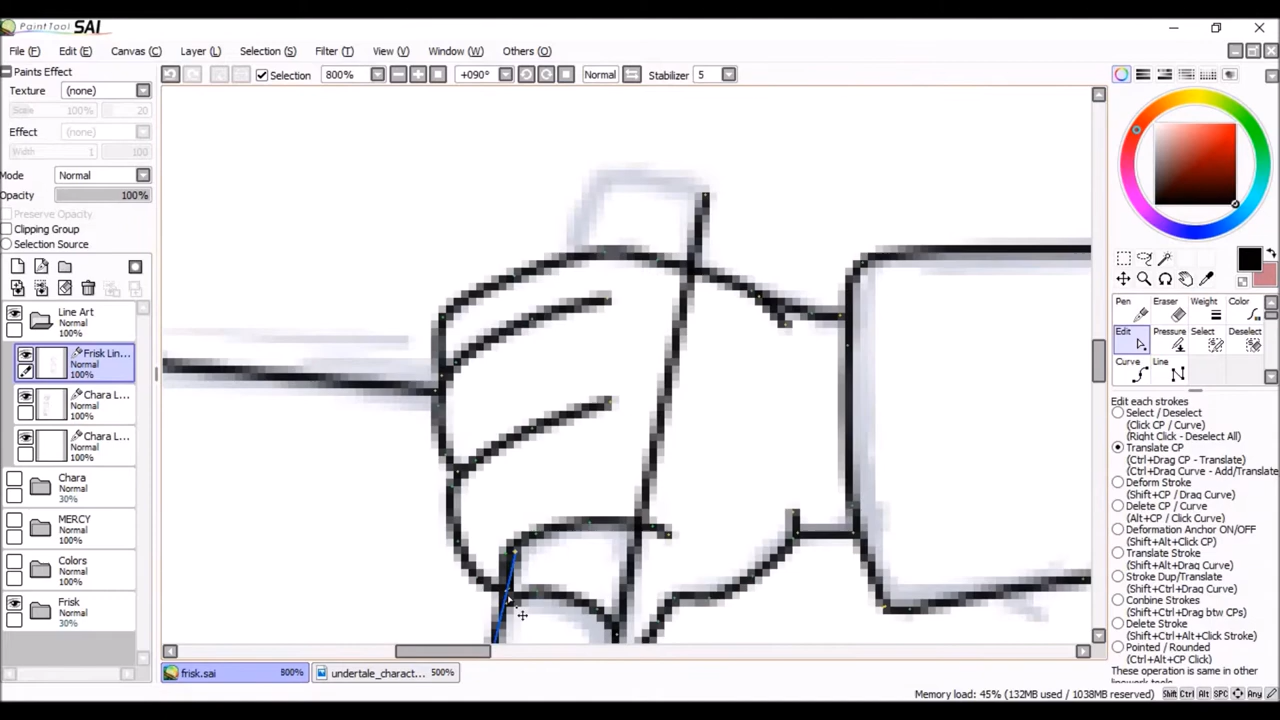 PaintTool SAI
File (F) Edit (E) Canvas (C) Layer (L) Selection (S) Filter (T) View (V) Window (W) Others (O)
Paints Effect
Selection 800% +090° Normal Stabilizer 5
Texture (none)
Scale 100% 20
Effect (none)
Width 1 100
Mode Normal
Opacity 100%
Preserve Opacity
Clipping Group
Selection Source
Line Art
Normal
100%
Frisk Lin...
Normal
100%
Chara L...
Normal
100%
Chara L...
Normal
100%
Chara
Normal
30%
MERCY
Normal
30%
Colors
Normal
100%
Frisk
Normal
30%
Pen Eraser Weight Color
Edit Pressure Select Deselect
Curve Line
Edit each strokes
Select / Deselect
(Click CP / Curve)
(Right Click - Deselect All)
Translate CP
(Ctrl+Drag CP - Translate)
(Ctrl+Drag Curve - Add/Translate
Deform Stroke
(Shift+CP / Drag Curve)
Delete CP / Curve
(Alt+CP / Click Curve)
Deformation Anchor ON/OFF
(Shift+Alt+Click CP)
Translate Stroke
(Shift+Alt+Drag Curve)
Stroke Dup/Translate
(Shift+Ctrl+Drag Curve)
Conbine Strokes
(Shift+Ctrl+Drag btw CPs)
Delete Stroke
(Shift+Ctrl+Alt+Click Stroke)
Pointed / Rounded
(Ctrl+Alt+CP Click)
These operation is same in other
frisk.sai 800% undertale_charact... 500%
Memory load: 45% (132MB used / 1038MB reserved) Shift Ctrl Alt SPC Any